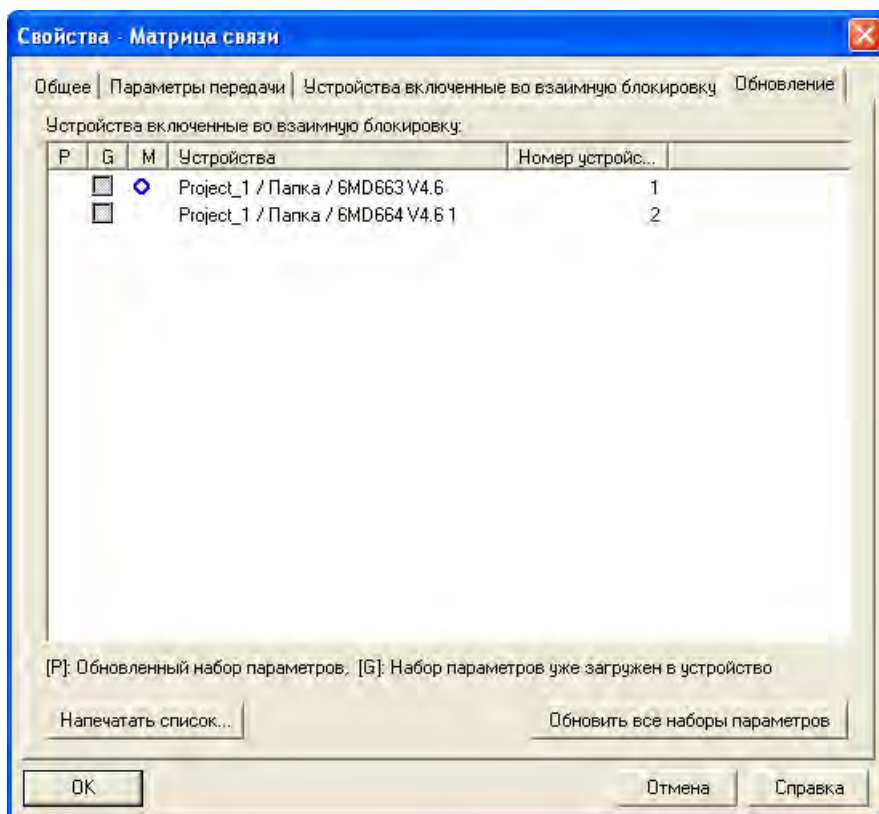 Свойства - Матрица связи
Общее Параметры передачи Устройства включенные во взаимную блокировку Обновление
Устройства включенные во взаимную блокировку:
P G M Устройства Номер устройс...
Project_1 / Папка / 6MD663 V4.6 1
Project_1 / Папка / 6MD664 V4.6 1 2
[P]: Обновленный набор параметров, [G]: Набор параметров уже загружен в устройство
Напечатать список... Обновить все наборы параметров
OK Отмена Справка